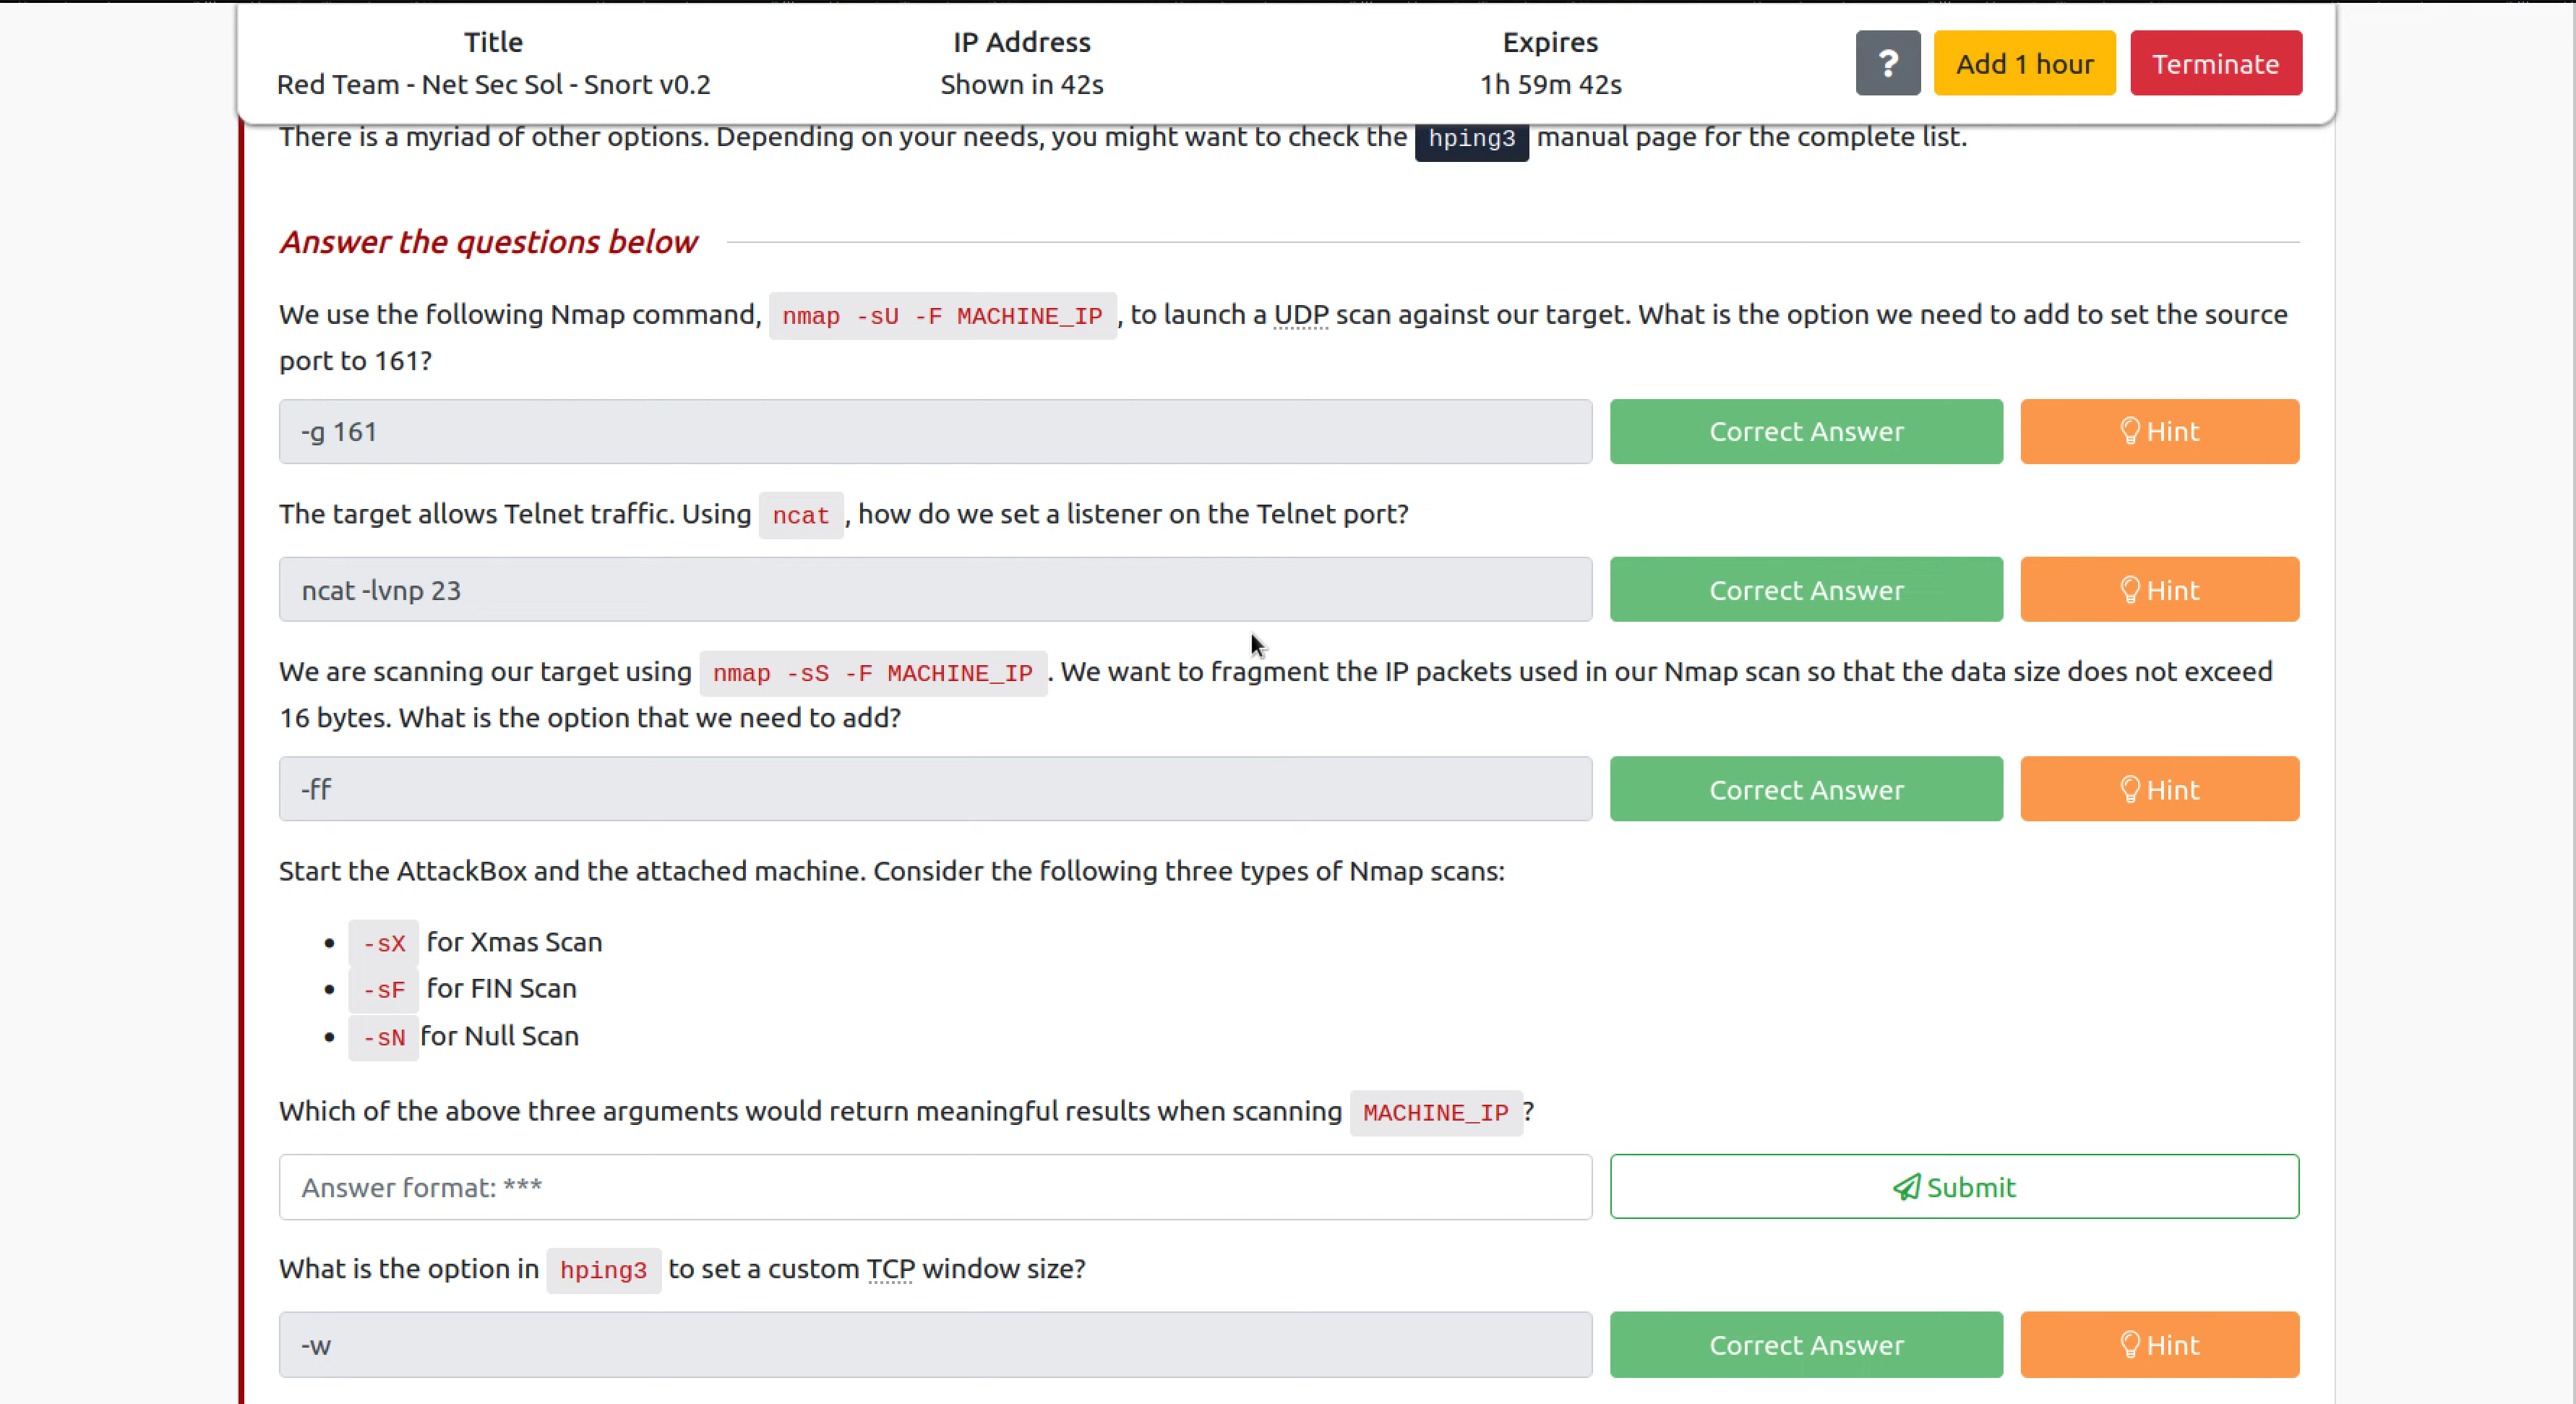 Title IP Address Expires
Red Team - Net Sec Sol - Snort v0.2 Shown in 42s 1h 59m 42s ? Add 1 hour Terminate
There is a myriad of other options. Depending on your needs, you might want to check the hping3 manual page for the complete list.
Answer the questions below
We use the following Nmap command, nmap -sU -F MACHINE_IP , to launch a UDP scan against our target. What is the option we need to add to set the source
port to 161?
-g 161 Correct Answer Hint
The target allows Telnet traffic. Using ncat , how do we set a listener on the Telnet port?
ncat -lvnp 23 Correct Answer Hint
We are scanning our target using nmap -sS -F MACHINE_IP . We want to fragment the IP packets used in our Nmap scan so that the data size does not exceed
16 bytes. What is the option that we need to add?
-ff Correct Answer Hint
Start the AttackBox and the attached machine. Consider the following three types of Nmap scans:
• -sX for Xmas Scan
• -sF for FIN Scan
• -sN for Null Scan
Which of the above three arguments would return meaningful results when scanning MACHINE_IP ?
Answer format: *** Submit
What is the option in hping3 to set a custom TCP window size?
-w Correct Answer Hint